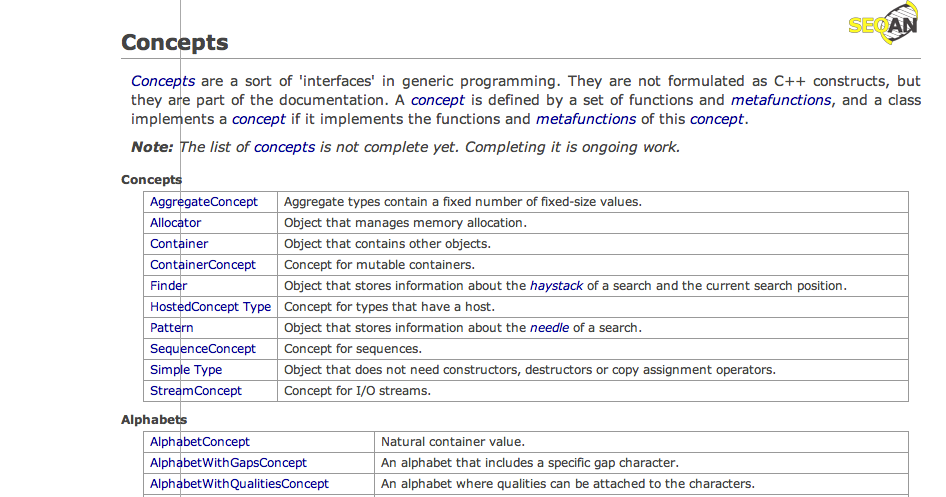 SEQAN
Concepts
Concepts are a sort of 'interfaces' in generic programming. They are not formulated as C++ constructs, but
they are part of the documentation. A concept is defined by a set of functions and metafunctions, and a class
implements a concept if it implements the functions and metafunctions of this concept.
Note: The list of concepts is not complete yet. Completing it is ongoing work.
Concepts
AggregateConcept Aggregate types contain a fixed number of fixed-size values.
Allocator Object that manages memory allocation.
Container Object that contains other objects.
ContainerConcept Concept for mutable containers.
Finder Object that stores information about the haystack of a search and the current search position.
HostedConcept Type Concept for types that have a host.
Pattern Object that stores information about the needle of a search.
SequenceConcept Concept for sequences.
Simple Type Object that does not need constructors, destructors or copy assignment operators.
StreamConcept Concept for I/O streams.
Alphabets
AlphabetConcept Natural container value.
AlphabetWithGapsConcept An alphabet that includes a specific gap character.
AlphabetWithQualitiesConcept An alphabet where qualities can be attached to the characters.